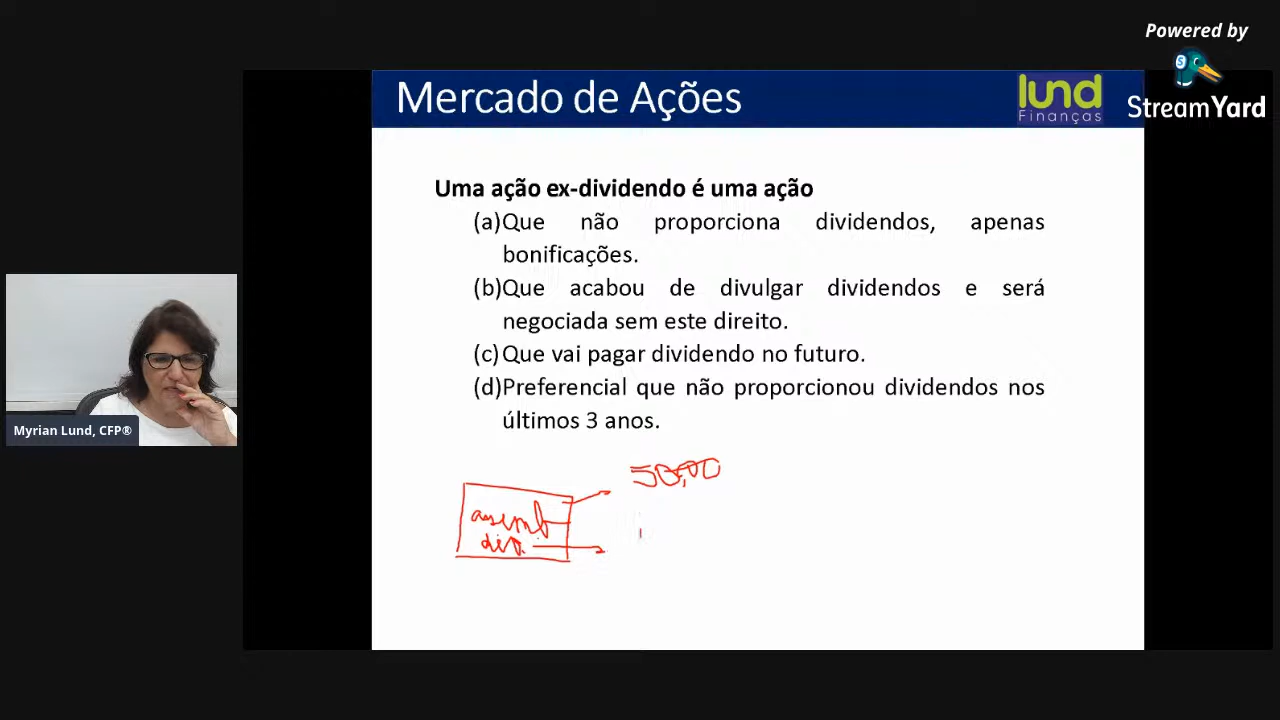 Powered by
StreamYard
Mercado de Ações
lund
Finanças
Uma ação ex-dividendo é uma ação
(a)Que não proporciona dividendos, apenas
bonificações.
(b)Que acabou de divulgar dividendos e será
negociada sem este direito.
(c)Que vai pagar dividendo no futuro.
(d)Preferencial que não proporcionou dividendos nos
últimos 3 anos.
Myrian Lund, CFP®
50,00
div.